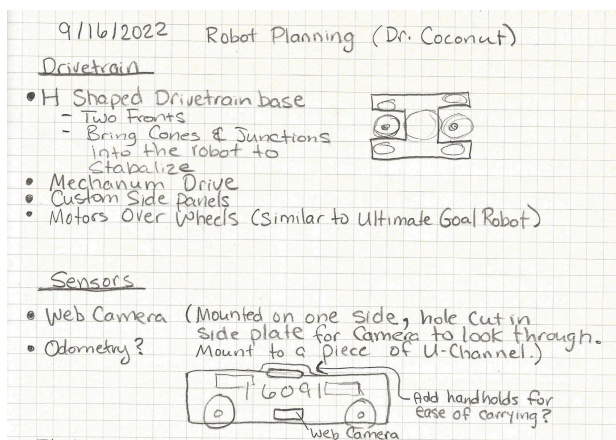 9/16/2022 Robot Planning (Dr. Coconut)
Drivetrain
• H Shaped Drivetrain base
- Two Fronts
- Bring Cones & Junctions
into the robot to
Stabalize
• Mechanum Drive
• Custom Side Panels
• Motors Over Wheels (Similar to Ultimate Goal Robot)
Sensors
• Web Camera (Mounted on one side, hole cut in
side plate for Camera to look through.
• Odometry? Mount to a piece of U-Channel.)
16091
Add handholds for
ease of carrying?
Web Camera